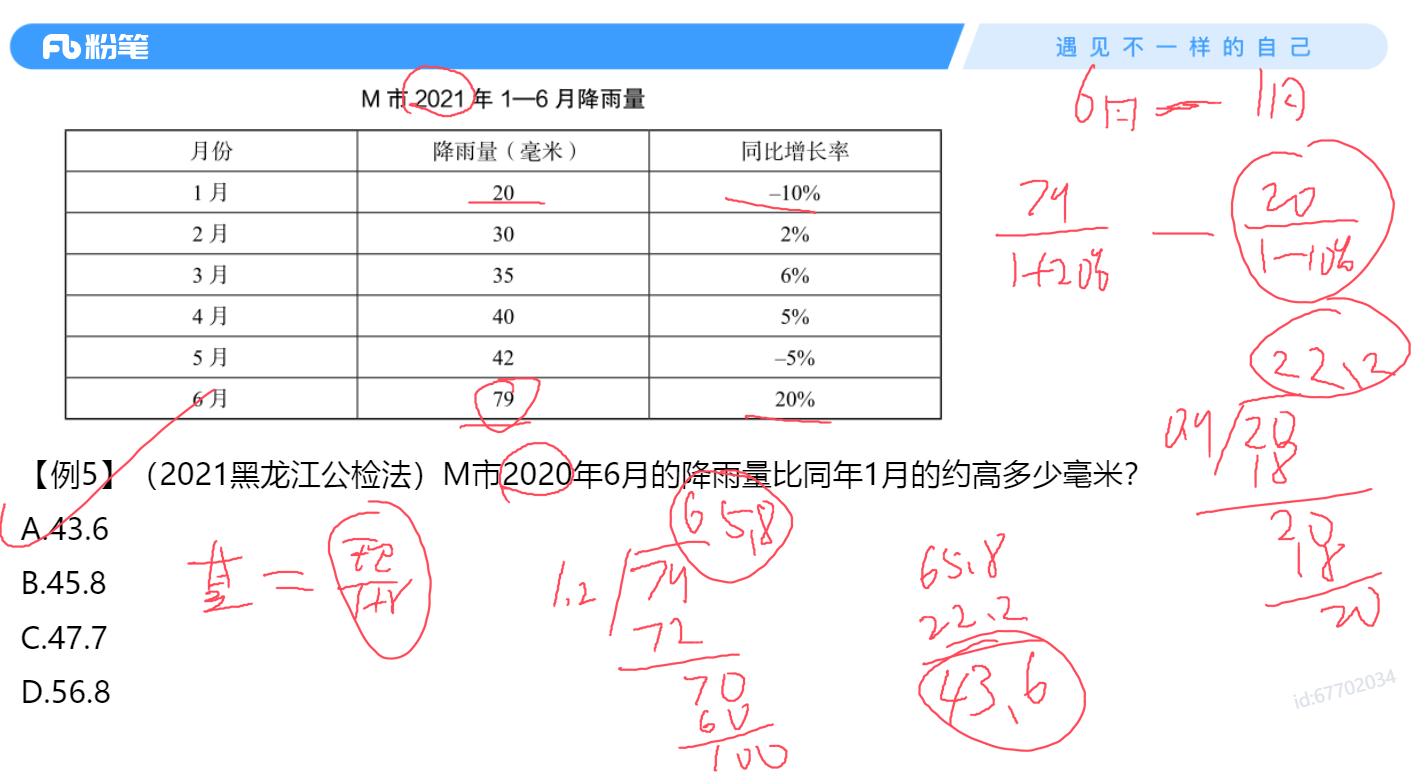 粉笔
遇见不一样的自己
M 市 2021 年 1—6 月降雨量
6月 — 1月
月份 降雨量（毫米） 同比增长率
1 月 20 –10%
2 月 30 2%
3 月 35 6%
4 月 40 5%
5 月 42 –5%
6 月 79 20%
79 20
1+20% — 1-10%
22.2
0.9 20
18
20
18
20
【例5】（2021黑龙江公检法）M市2020年6月的降雨量比同年1月的约高多少毫米？
A.43.6
B.45.8
C.47.7
D.56.8
基 = 现
1+r
65.8
1.2 79
72
70
60
100
65.8
22.2
43.6
id:67702034